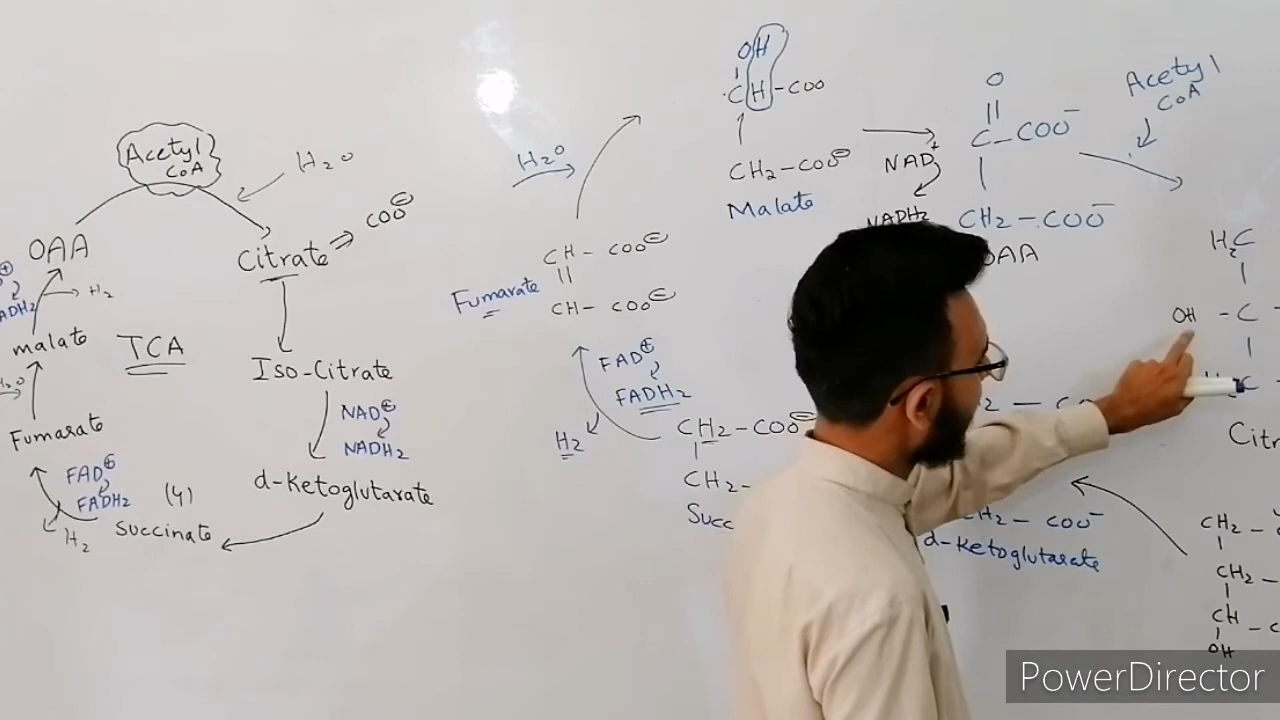 Acetyl
CoA
H2O
COO⊖
OAA
Citrate ⇒
⊕
ADH2
H2
malate
TCA
Iso-Citrate
H2O
NAD⊕
NADH2
Fumarate
FAD⊕
FADH2
(4)
d-ketoglutarate
Succinate
H2
OH
CH-COO
CH2-COO⊖
Malate
H2O
CH-COO⊖
||
CH-COO⊖
Fumarate
FAD⊕
FADH2
H2
CH2-COO⊖
CH2-
Succ
NAD+
NADH2
O
||
C-COO-
CH2-COO-
OAA
Acetyl
CoA
H2C
OH -C-
C -
Citr
CH2- COO-
d-ketoglutarate
CH2-
CH2-
CH-
OH
PowerDirector